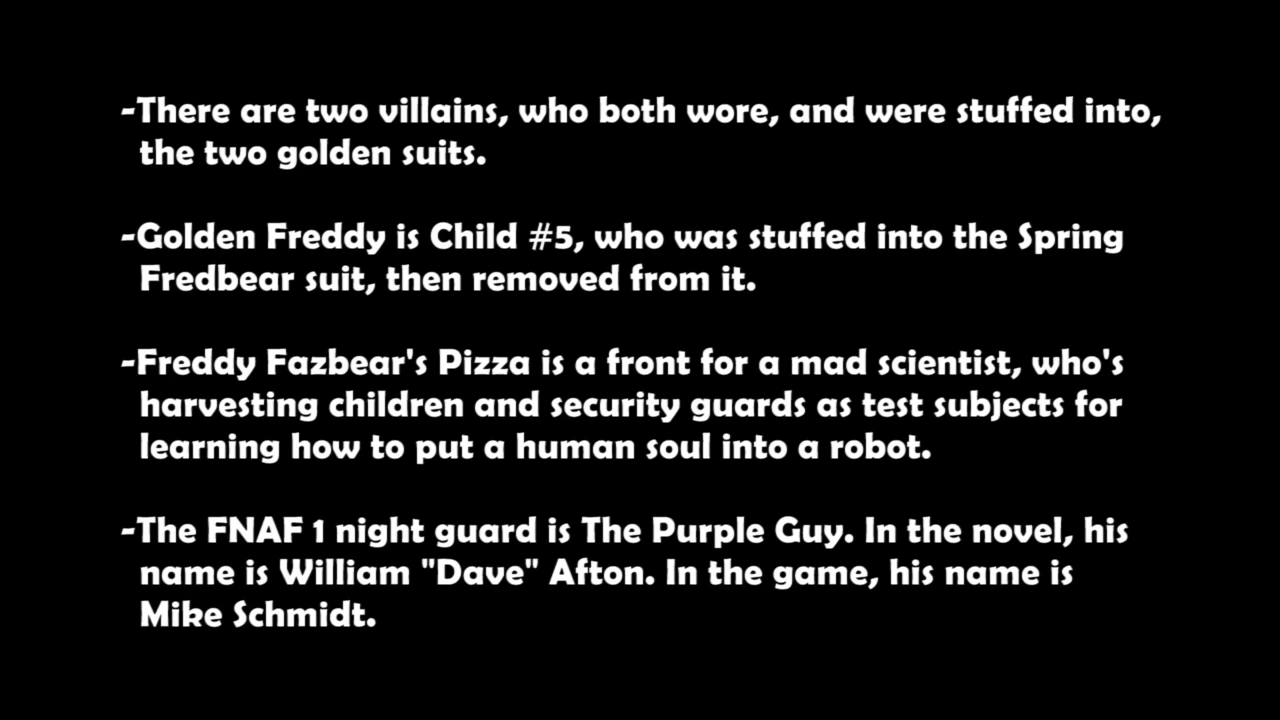 -There are two villains, who both wore, and were stuffed into,
the two golden suits.
-Golden Freddy is Child #5, who was stuffed into the Spring
Fredbear suit, then removed from it.
-Freddy Fazbear's Pizza is a front for a mad scientist, who's
harvesting children and security guards as test subjects for
learning how to put a human soul into a robot.
-The FNAF 1 night guard is The Purple Guy. In the novel, his
name is William "Dave" Afton. In the game, his name is
Mike Schmidt.